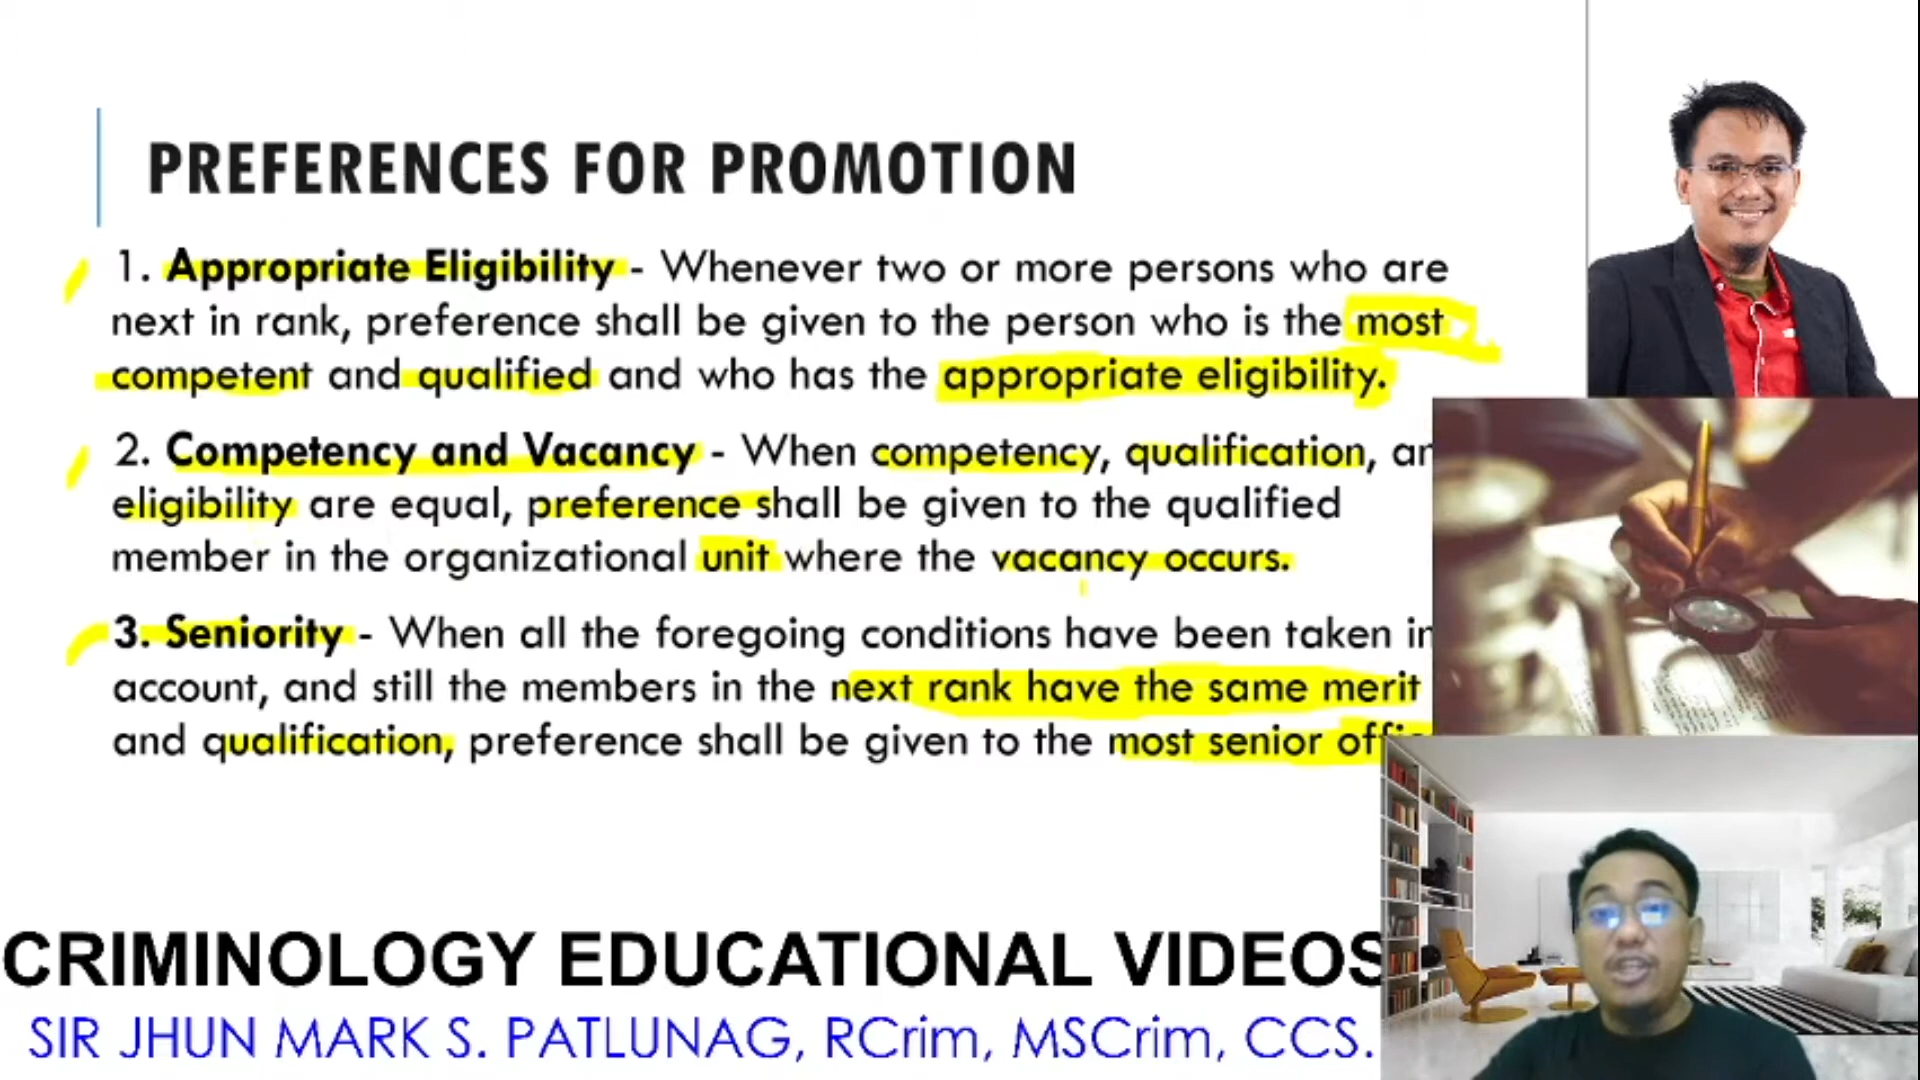 PREFERENCES FOR PROMOTION
1. Appropriate Eligibility - Whenever two or more persons who are
next in rank, preference shall be given to the person who is the most
competent and qualified and who has the appropriate eligibility.
2. Competency and Vacancy - When competency, qualification,
eligibility are equal, preference shall be given to the qualified
member in the organizational unit where the vacancy occurs.
3. Seniority - When all the foregoing conditions have been taken
account, and still the members in the next rank have the same merit
and qualification, preference shall be given to the most senior
CRIMINOLOGY EDUCATIONAL VIDEOS
SIR JHUN MARK S. PATLUNAG, RCrim, MSCrim, CCS.